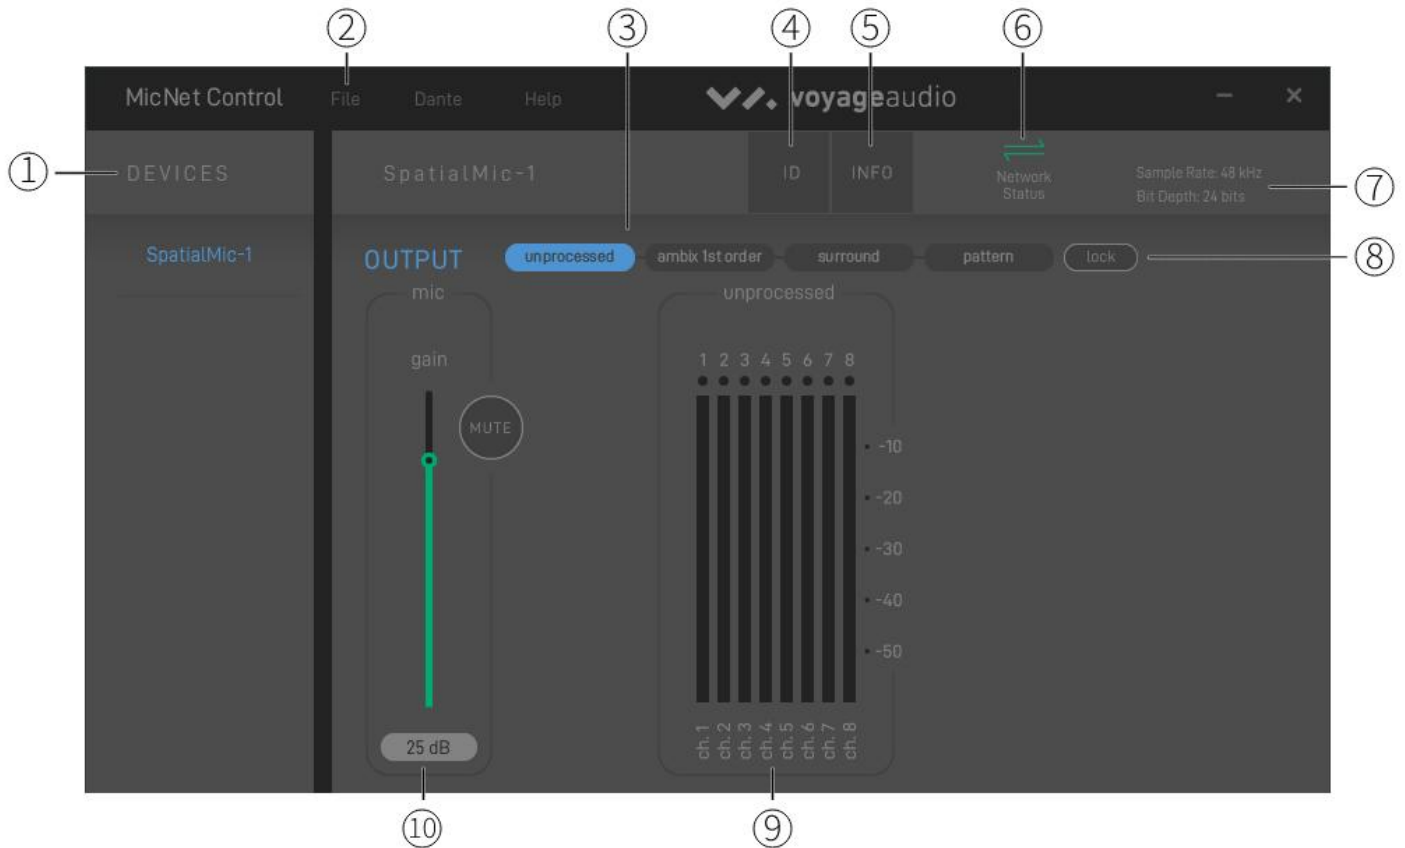 ② ③ ④ ⑤ ⑥
MicNet Control File Dante Help voyageaudio
① DEVICES SpatialMic-1 ID INFO Network Status Sample Rate: 48 kHz
Bit Depth: 24 bits ⑦
SpatialMic-1 OUTPUT unprocessed ambix 1st order surround pattern lock ⑧
mic unprocessed
gain 1 2 3 4 5 6 7 8
MUTE
-10
-20
-30
-40
-50
25 dB ch. 1 ch. 2 ch. 3 ch. 4 ch. 5 ch. 6 ch. 7 ch. 8
⑩ ⑨